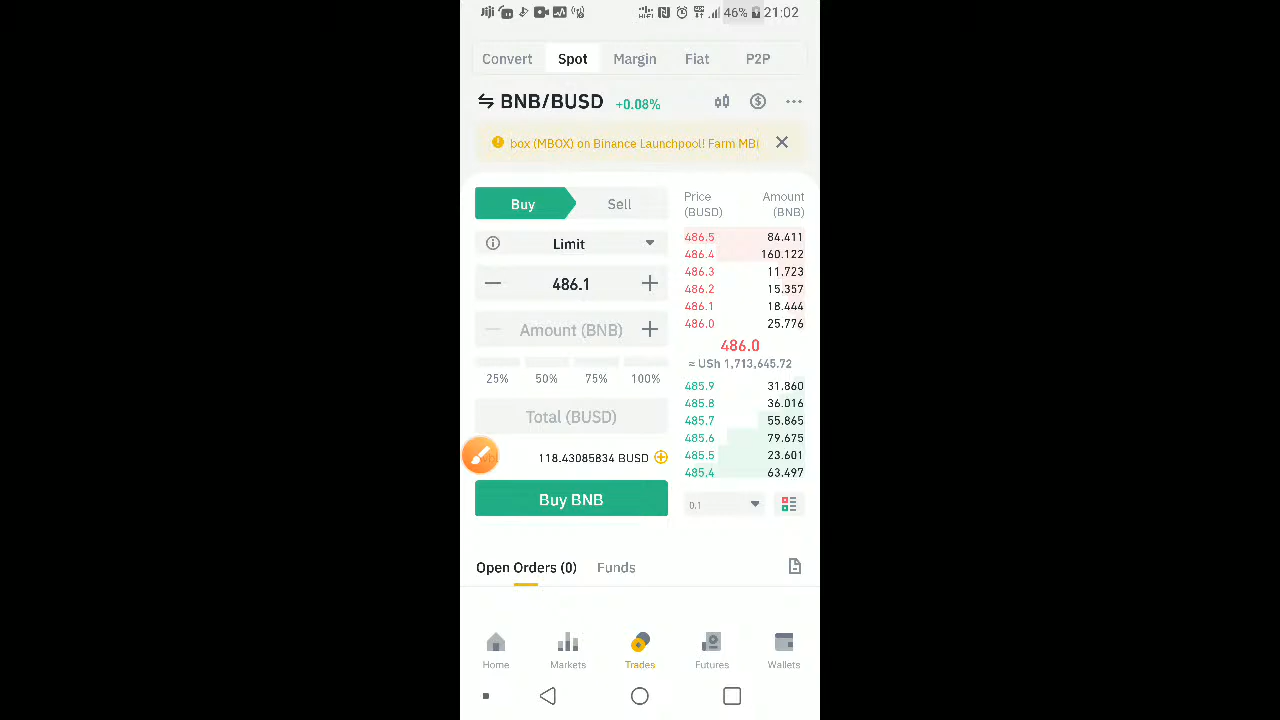 46% 21:02
Convert Spot Margin Fiat P2P
BNB/BUSD +0.08%
box (MBOX) on Binance Launchpool! Farm MB(
Buy Sell
Limit
486.1
Amount (BNB)
25% 50% 75% 100%
Total (BUSD)
118.43085834 BUSD
Buy BNB
Price (BUSD) Amount (BNB)
486.5 84.411
486.4 160.122
486.3 11.723
486.2 15.357
486.1 18.444
486.0 25.776
486.0
≈ USh 1,713,645.72
485.9 31.860
485.8 36.016
485.7 55.865
485.6 79.675
485.5 23.601
485.4 63.497
0.1
Open Orders (0) Funds
Home Markets Trades Futures Wallets